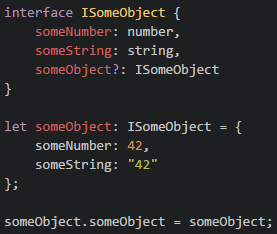 interface ISomeObject {
    someNumber: number,
    someString: string,
    someObject?: ISomeObject
}

let someObject: ISomeObject = {
    someNumber: 42,
    someString: "42"
};

someObject.someObject = someObject;